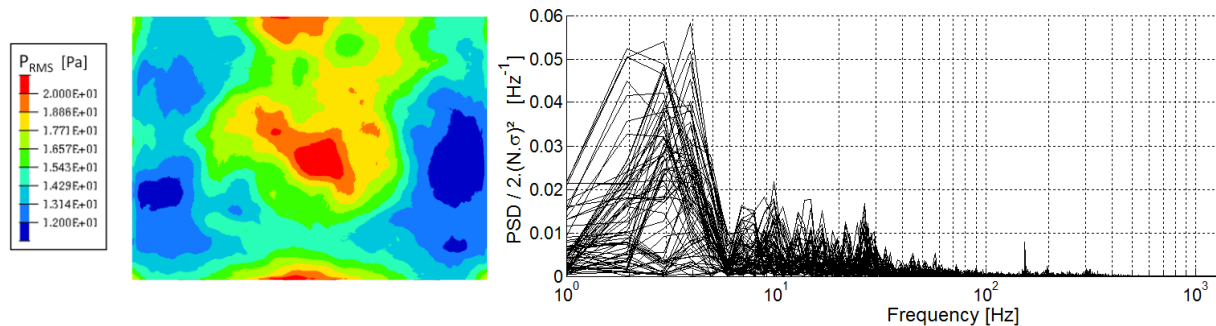 P_RMS [Pa]
2.000E+01
1.886E+01
1.771E+01
1.657E+01
1.543E+01
1.429E+01
1.314E+01
1.200E+01
PSD / 2.(N.σ)² [Hz⁻¹]
0.06
0.05
0.04
0.03
0.02
0.01
0
10⁰
10¹
10²
10³
Frequency [Hz]